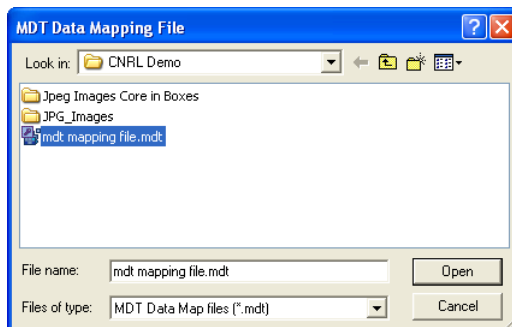 MDT Data Mapping File
Look in: CNRL Demo
Jpeg Images Core in Boxes
JPG_Images
mdt mapping file.mdt
File name: mdt mapping file.mdt Open
Files of type: MDT Data Map files (*.mdt) Cancel